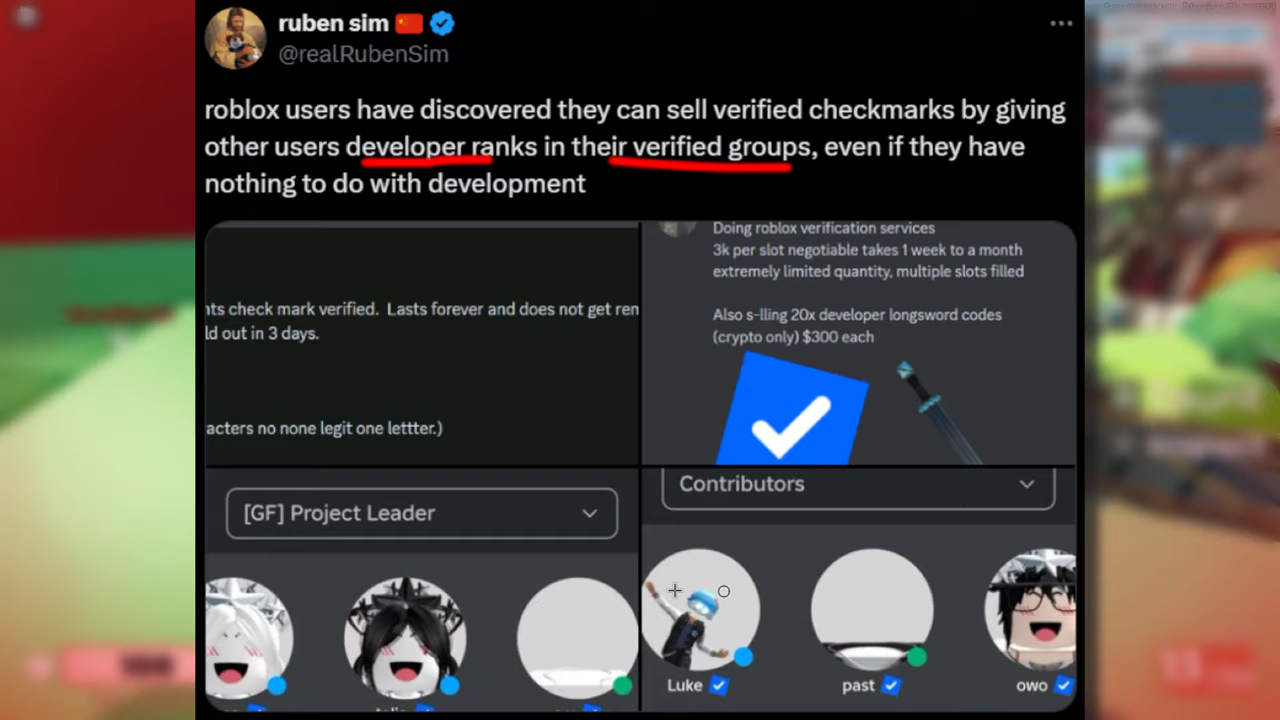 ruben sim
@realRubenSim
roblox users have discovered they can sell verified checkmarks by giving
other users developer ranks in their verified groups, even if they have
nothing to do with development
nts check mark verified. Lasts forever and does not get ren
ld out in 3 days.
acters no none legit one lettter.)
Doing roblox verification services
3k per slot negotiable takes 1 week to a month
extremely limited quantity, multiple slots filled
Also s-lling 20x developer longsword codes
(crypto only) $300 each
[GF] Project Leader
Contributors
Luke
past
owo